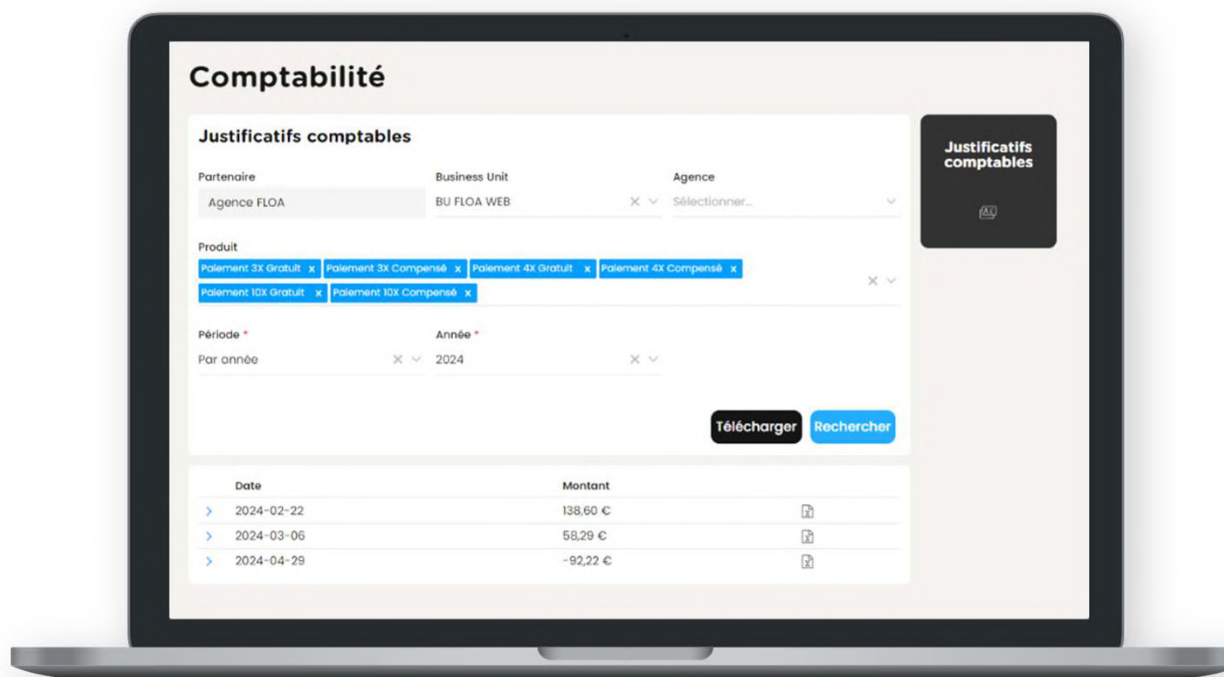 Comptabilité
Justificatifs comptables
Partenaire Business Unit Agence
Agence FLOA BU FLOA WEB Sélectionner...
Produit
Paiement 3X Gratuit x Paiement 3X Compensé x Paiement 4X Gratuit x Paiement 4X Compensé x
Paiement 10X Gratuit x Paiement 10X Compensé x
Période * Année *
Par année 2024
Télécharger Rechercher
Date Montant
2024-02-22 138,60 €
2024-03-06 58,29 €
2024-04-29 -92,22 €
Justificatifs
comptables